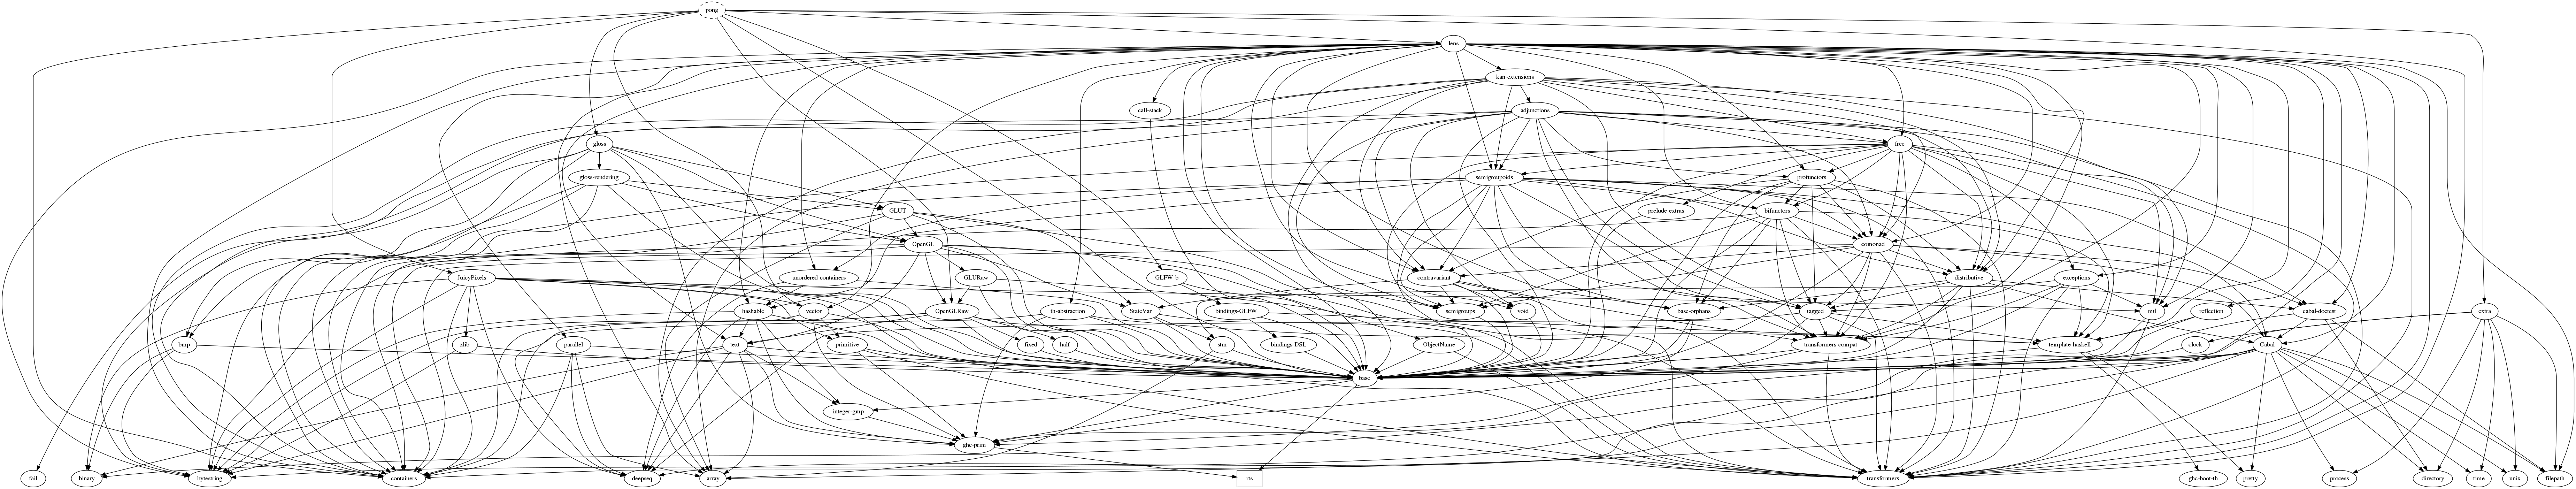 pong
lens
kan-extensions
call-stack
adjunctions
gloss
free
gloss-rendering
semigroupoids
profunctors
GLUT
prelude-extras
bifunctors
OpenGL
comonad
JuicyPixels
unordered-containers
GLURaw
GLFW-b
contravariant
distributive
exceptions
hashable
vector
OpenGLRaw
th-abstraction
StateVar
bindings-GLFW
semigroups
void
base-orphans
tagged
mtl
reflection
cabal-doctest
extra
bmp
zlib
parallel
text
primitive
fixed
half
stm
bindings-DSL
ObjectName
transformers-compat
template-haskell
clock
Cabal
base
integer-gmp
ghc-prim
fail
binary
bytestring
containers
deepseq
array
rts
transformers
ghc-boot-th
pretty
process
directory
time
unix
filepath